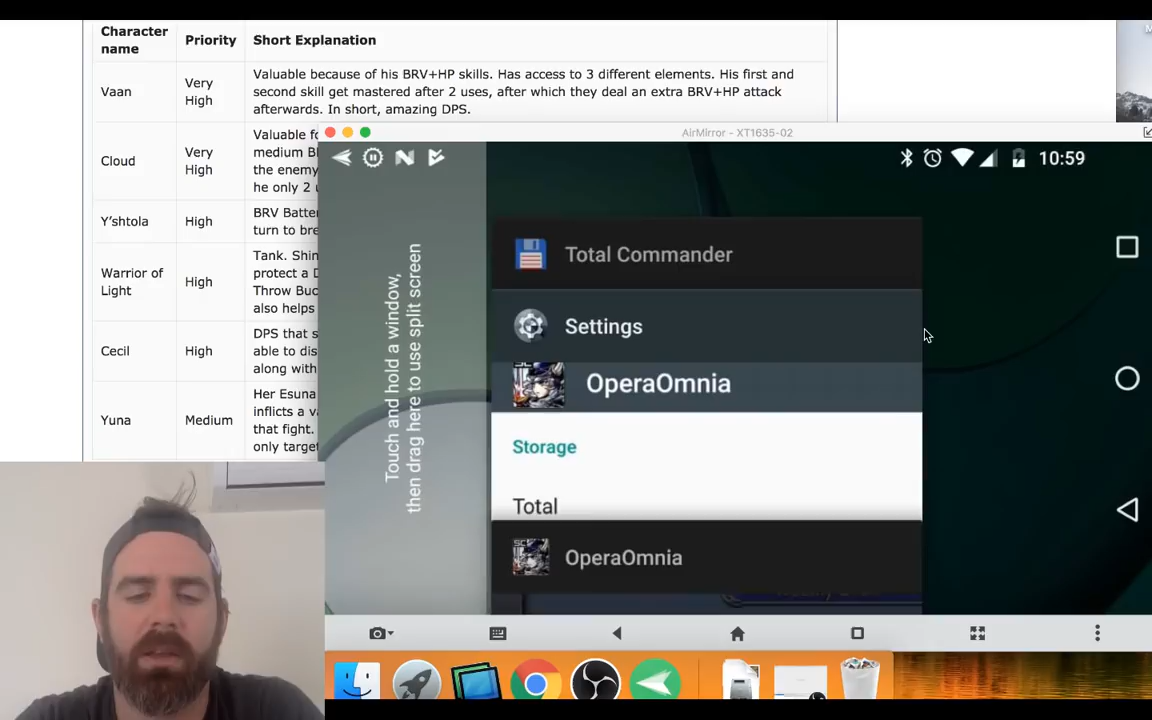 Character
name
Priority
Short Explanation
Vaan
Very
High
Valuable because of his BRV+HP skills. Has access to 3 different elements. His first and
second skill get mastered after 2 uses, after which they deal an extra BRV+HP attack
afterwards. In short, amazing DPS.
Cloud
Very
High
Valuable fo
medium B
the enemy
he only 2 u
Y'shtola
High
BRV Batter
turn to bre
Warrior of
Light
High
Tank. Shin
protect a D
Throw Buc
also helps
Cecil
High
DPS that s
able to dis
along with
Yuna
Medium
Her Esuna
inflicts a va
that fight.
only target
AirMirror - XT1635-02
10:59
Touch and hold a window,
then drag here to use split screen
Total Commander
Settings
OperaOmnia
Storage
Total
OperaOmnia